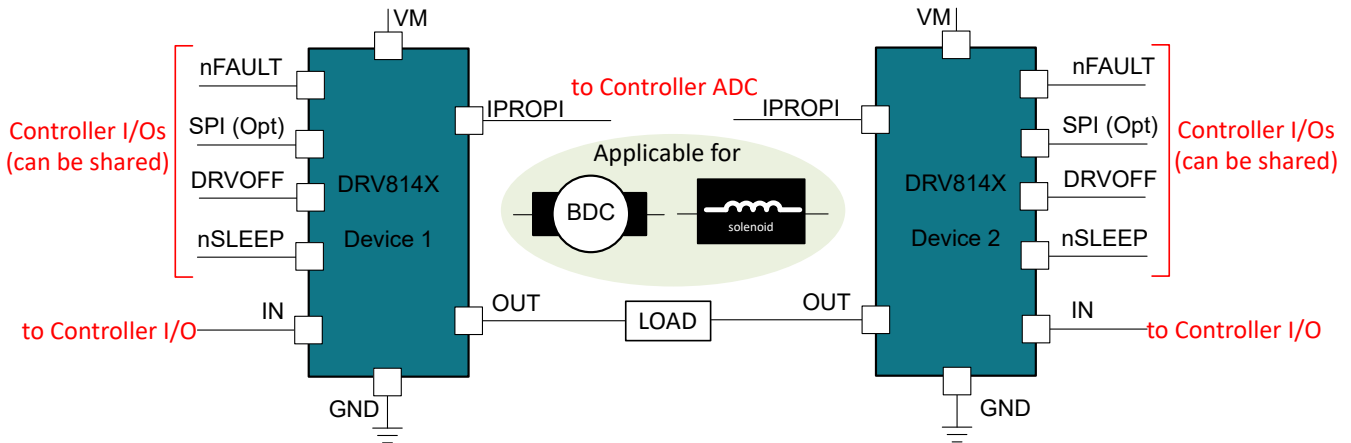 VM
nFAULT
SPI (Opt)
DRVOFF
nSLEEP
IN
Controller I/Os
(can be shared)
to Controller I/O
DRV814X
Device 1
IPROPI
OUT
GND
to Controller ADC
Applicable for
BDC
solenoid
LOAD
VM
IPROPI
OUT
DRV814X
Device 2
nFAULT
SPI (Opt)
DRVOFF
nSLEEP
IN
GND
Controller I/Os
(can be shared)
to Controller I/O